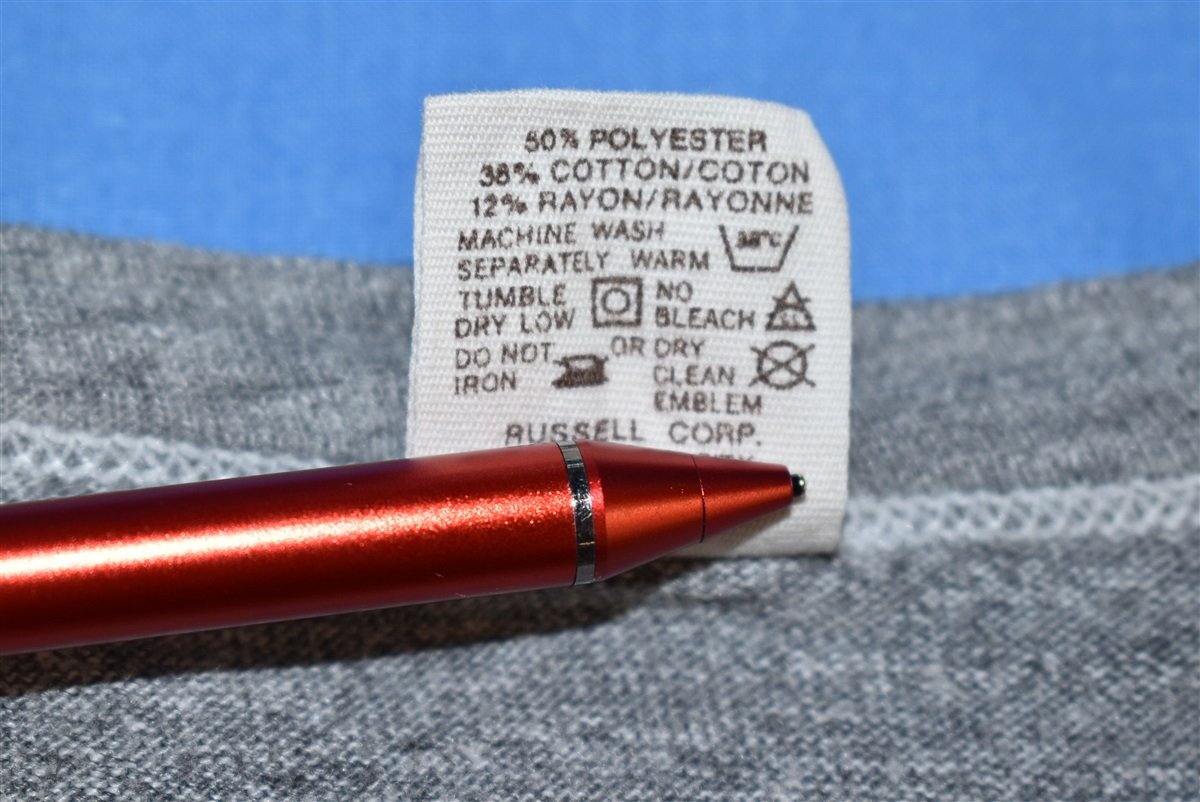 50% POLYESTER
38% COTTON/COTON
12% RAYON/RAYONNE
MACHINE WASH
SEPARATELY WARM
TUMBLE
DRY LOW
NO
BLEACH
DO NOT
IRON
OR DRY
CLEAN
EMBLEM
RUSSELL CORP.